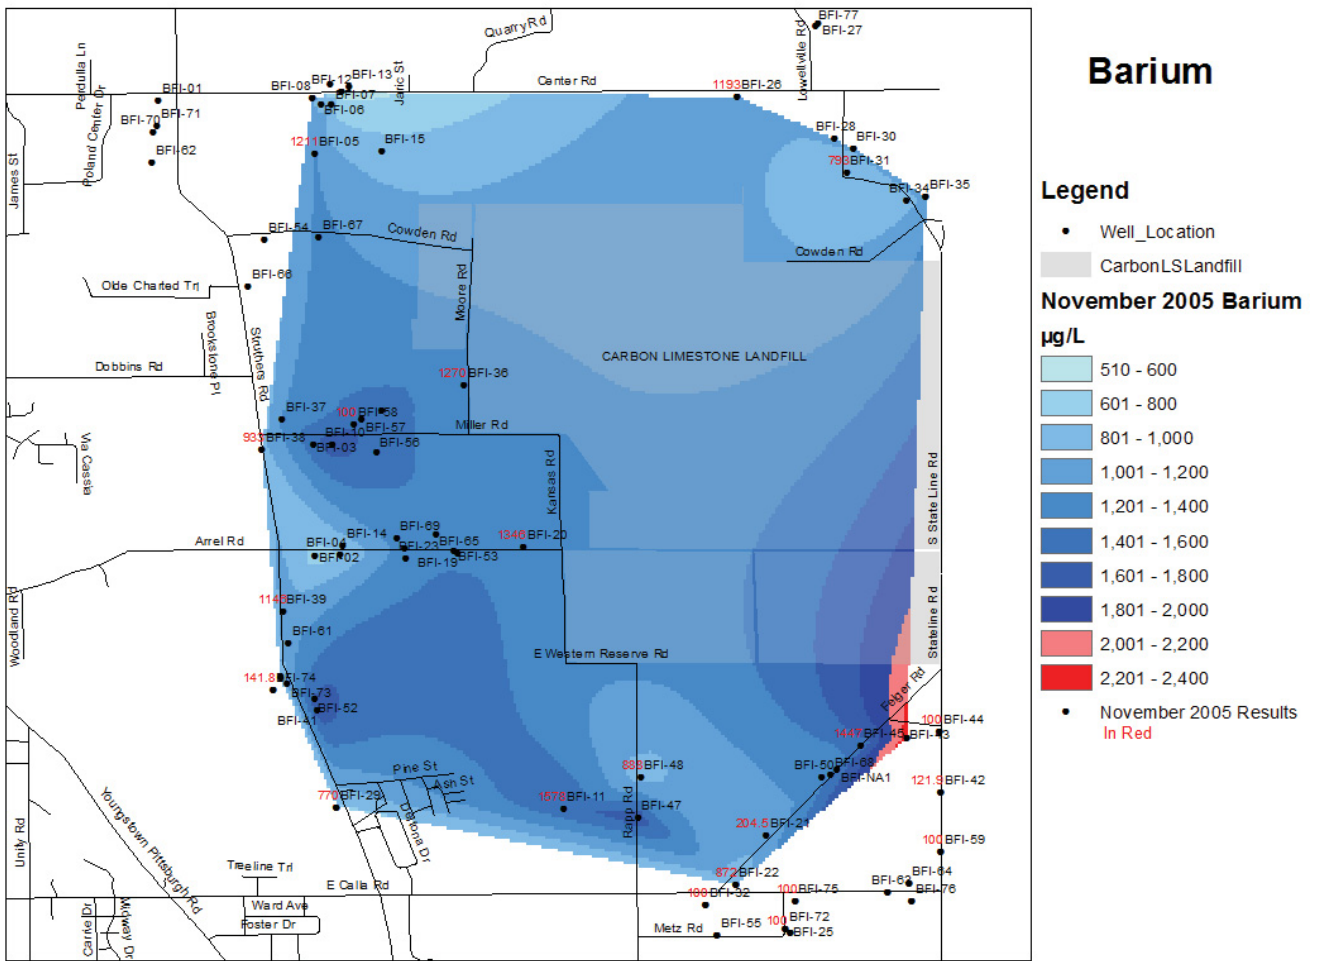 BFI-77
BFI-27
Quarry Rd
Lowellville Rd
Barium
Perdulla Ln
Poland Center Dr
BFI-12
BFI-13
BFI-08
BFI-07
BFI-06
Jaric St
Center Rd
1193 BFI-26
BFI-01
BFI-71
BFI-70
BFI-62
1211 BFI-05
BFI-15
BFI-28
BFI-30
793 BFI-31
BFI-34
BFI-35
James St
Legend
Well_Location
CarbonLSLandfill
November 2005 Barium
µg/L
510 - 600
601 - 800
801 - 1,000
1,001 - 1,200
1,201 - 1,400
1,401 - 1,600
1,601 - 1,800
1,801 - 2,000
2,001 - 2,200
2,201 - 2,400
November 2005 Results
In Red
BFI-54
BFI-67
Cowden Rd
Cowden Rd
BFI-66
Olde Charted Trl
Moore Rd
Brookstone Pl
Struthers Rd
Dobbins Rd
CARBON LIMESTONE LANDFILL
1270 BFI-36
BFI-37
100 BFI-58
BFI-57
BFI-10
BFI-03
BFI-56
933 BFI-38
Miller Rd
Via Cassia
Kansas Rd
S State Line Rd
Arrel Rd
BFI-14
BFI-04
BFI-02
BFI-69
BFI-23
BFI-65
BFI-19
BFI-53
1346 BFI-20
Woodland Rd
BFI-39
BFI-61
Stateline Rd
E Western Reserve Rd
141.8 BFI-74
BFI-73
BFI-52
BFI-41
Felger Rd
100 BFI-44
1447 BFI-45
BFI-43
BFI-50
BFI-68
BFI-NA1
121.9 BFI-42
Pine St
Ash St
888 BFI-48
770 BFI-29
1578 BFI-11
BFI-47
Rapp Rd
Deltona Dr
204.5 BFI-21
100 BFI-59
Unity Rd
Youngstown Pittsburgh Rd
Treeline Trl
E Calla Rd
872 BFI-22
100 BFI-32
100 BFI-75
BFI-63
BFI-64
BFI-76
Carrie Dr
Midway Dr
Ward Ave
Foster Dr
Metz Rd
BFI-55
100 BFI-72
BFI-25